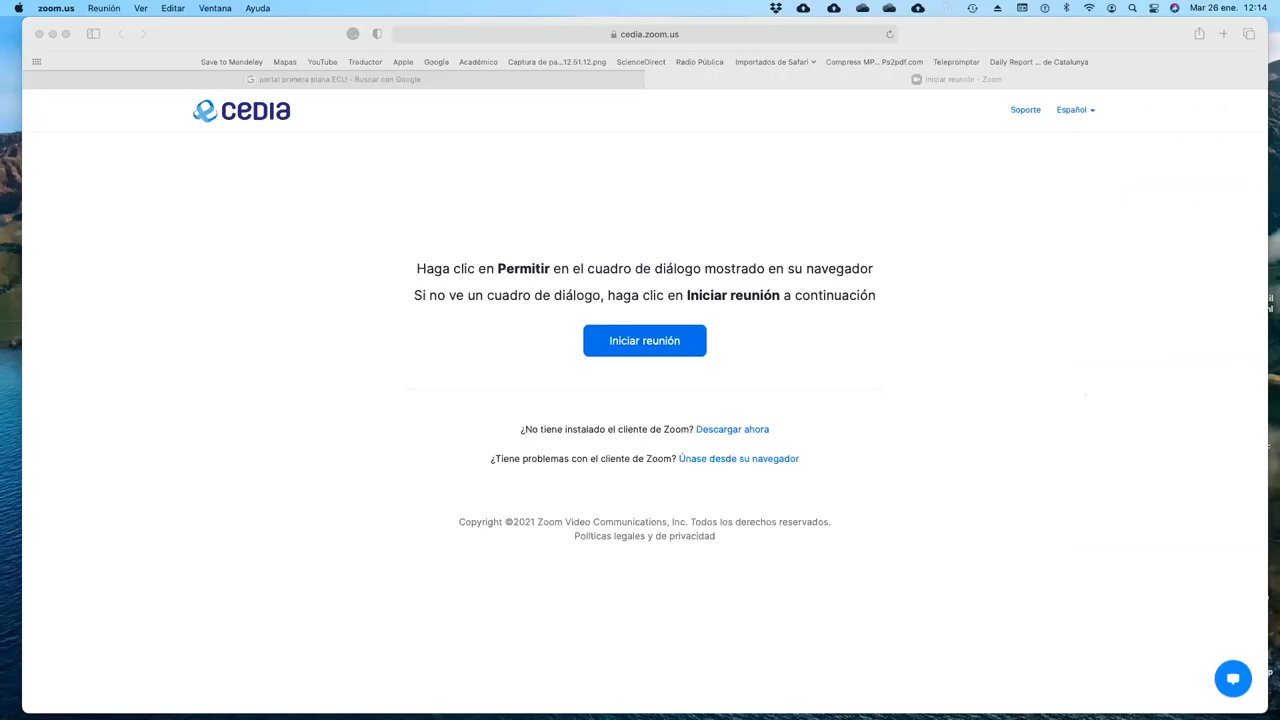 zoom.us Reunión Ver Editar Ventana Ayuda Mar 26 ene. 12:14
cedia.zoom.us
Save to Mendeley Mapas YouTube Traductor Apple Google Académico Captura de pa...12.51.12.png ScienceDirect Radio Pública Importados de Safari Compress MP... Ps2pdf.com Telepromptar Daily Report ... de Catalunya
portal primera plana ECU - Buscar con Google Iniciar reunión - Zoom
cedia Soporte Español
Haga clic en Permitir en el cuadro de diálogo mostrado en su navegador
Si no ve un cuadro de diálogo, haga clic en Iniciar reunión a continuación
Iniciar reunión
¿No tiene instalado el cliente de Zoom? Descargar ahora
¿Tiene problemas con el cliente de Zoom? Únase desde su navegador
Copyright ©2021 Zoom Video Communications, Inc. Todos los derechos reservados.
Políticas legales y de privacidad